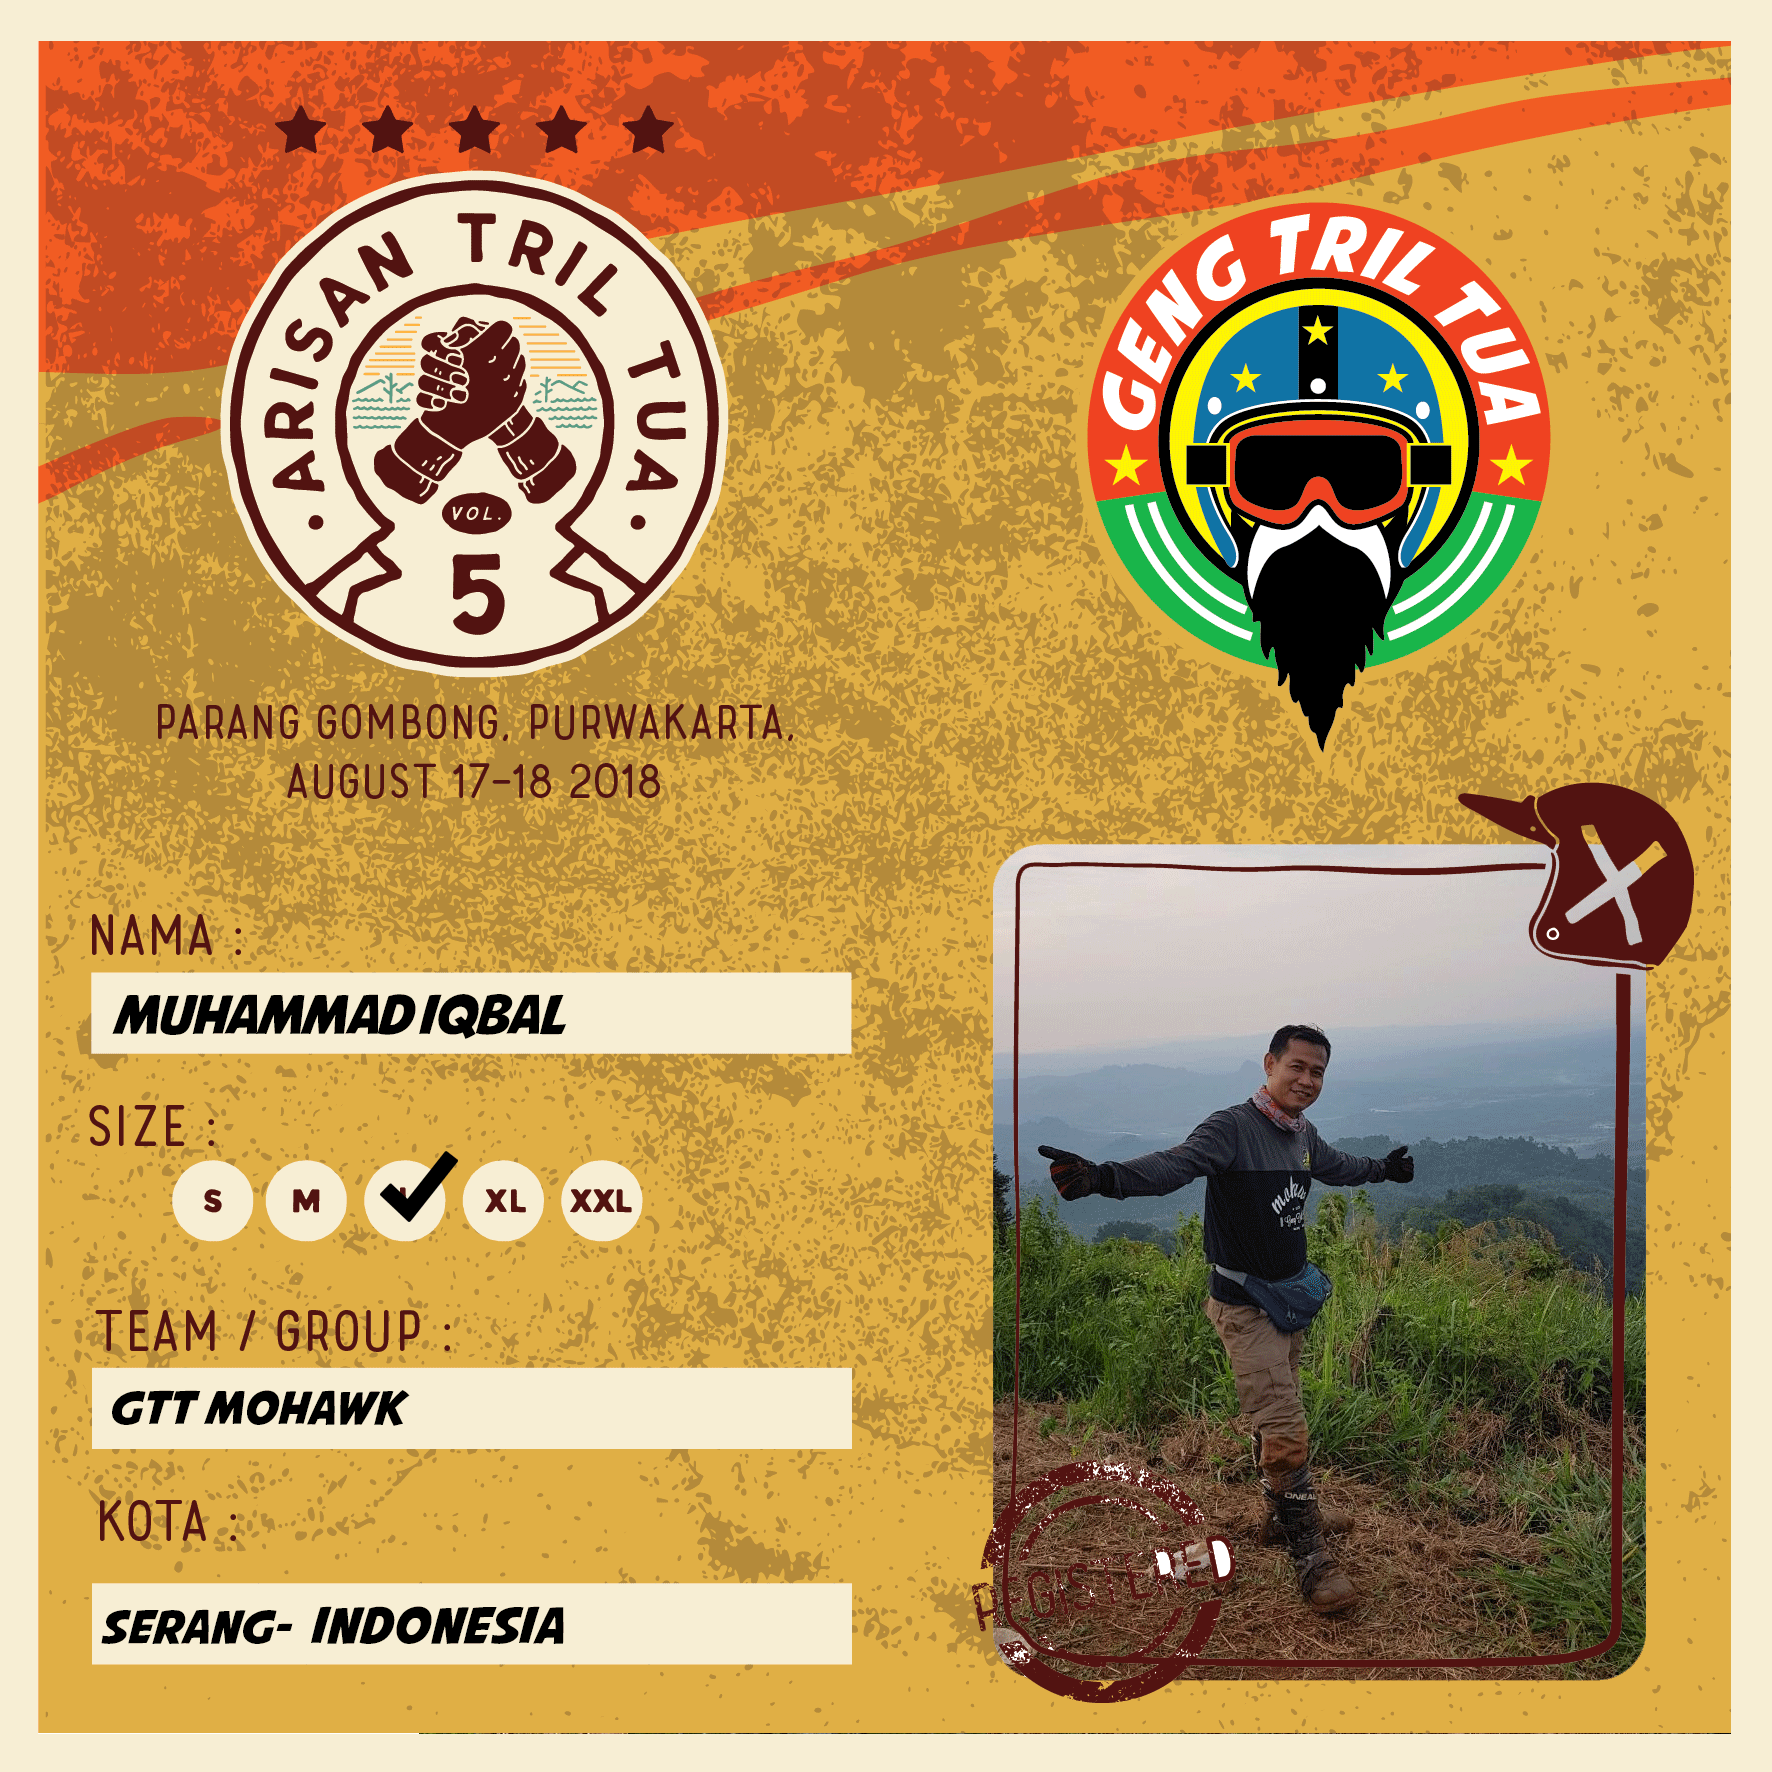 ARISAN TRIL TUA
VOL.
5
GENG TRIL TUA
PARANG GOMBONG, PURWAKARTA,
AUGUST 17-18 2018
NAMA :
MUHAMMAD IQBAL
SIZE :
S M XL XXL
TEAM / GROUP :
GTT MOHAWK
KOTA :
SERANG- INDONESIA
ONEAL
REGISTERED